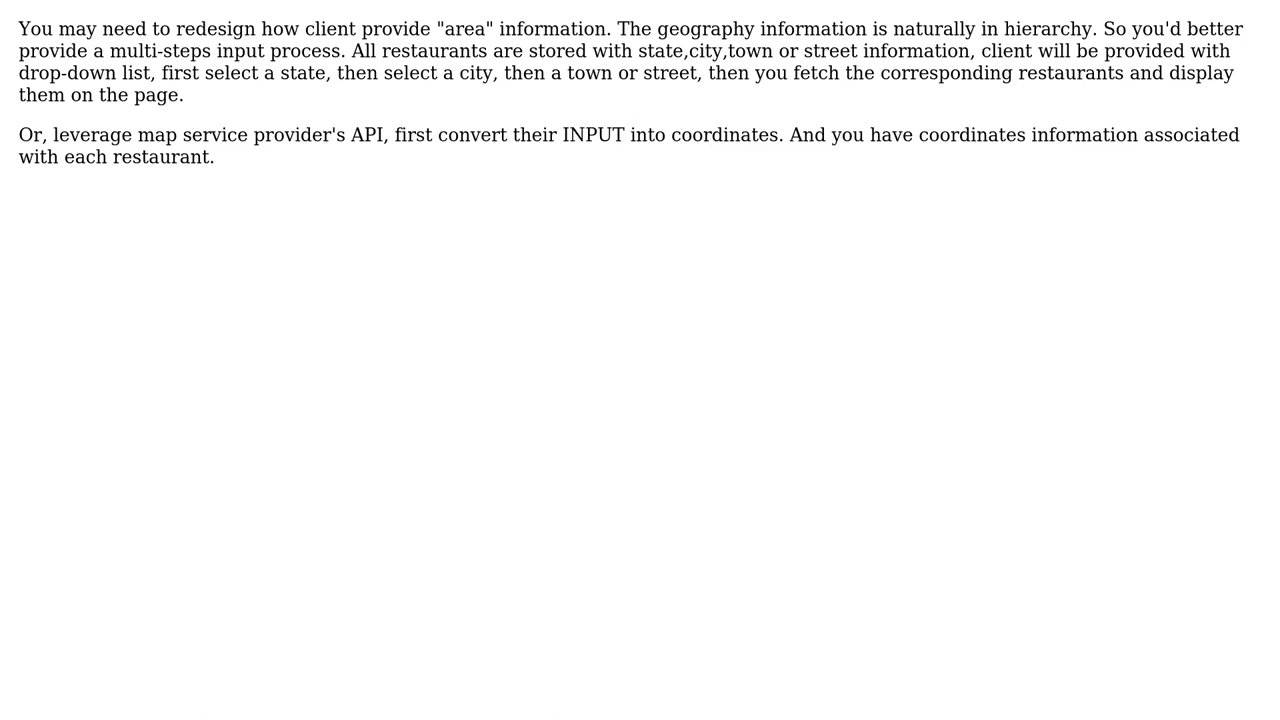 You may need to redesign how client provide "area" information. The geography information is naturally in hierarchy. So you'd better
provide a multi-steps input process. All restaurants are stored with state,city,town or street information, client will be provided with
drop-down list, first select a state, then select a city, then a town or street, then you fetch the corresponding restaurants and display
them on the page.
Or, leverage map service provider's API, first convert their INPUT into coordinates. And you have coordinates information associated
with each restaurant.